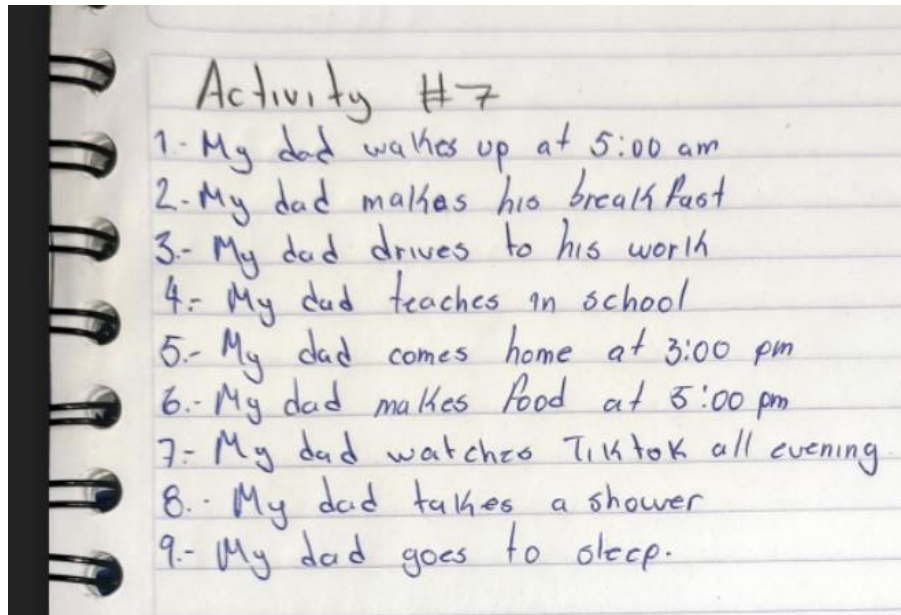 Activity #7
1.- My dad wakes up at 5:00 am
2.- My dad makes his breakfast
3.- My dad drives to his work
4.- My dad teaches in school
5.- My dad comes home at 3:00 pm
6.- My dad makes food at 5:00 pm
7.- My dad watches TikTok all evening.
8.- My dad takes a shower
9.- My dad goes to sleep.